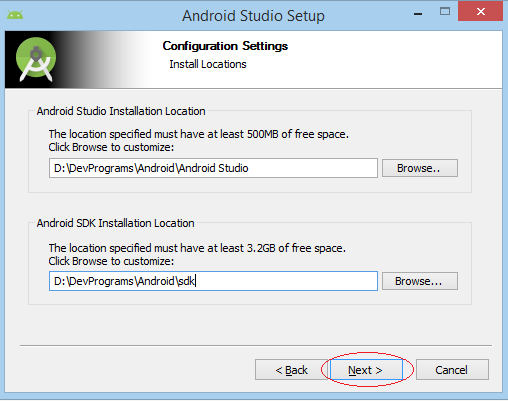 Android Studio Setup
Configuration Settings
Install Locations
Android Studio Installation Location
The location specified must have at least 500MB of free space.
Click Browse to customize:
D:\DevPrograms\Android\Android Studio
Browse..
Android SDK Installation Location
The location specified must have at least 3.2GB of free space.
Click Browse to customize:
D:\DevPrograms\Android\sdk
Browse...
< Back
Next >
Cancel